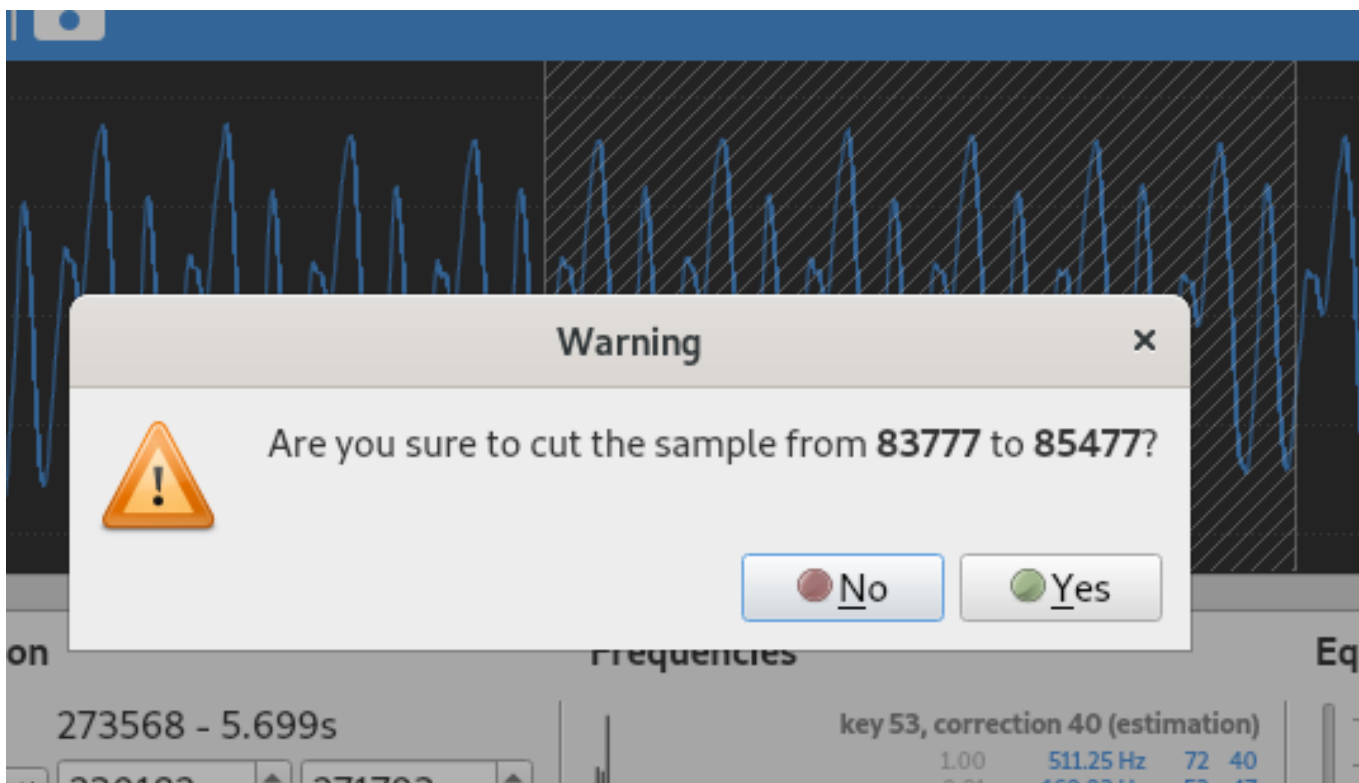 Warning
Are you sure to cut the sample from 83777 to 85477?
No Yes
on Frequencies Eq
273568 - 5.699s
key 53, correction 40 (estimation)
1.00 511.25 Hz 72 40